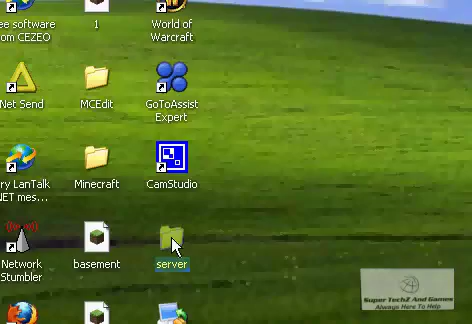 ee software
om CEZEO
1
World of
Warcraft
Net Send
MCEdit
GoToAssist
Expert
ry LanTalk
NET mes...
Minecraft
CamStudio
Network
Stumbler
basement
server
Super TechZ And Games
Always Here To Help